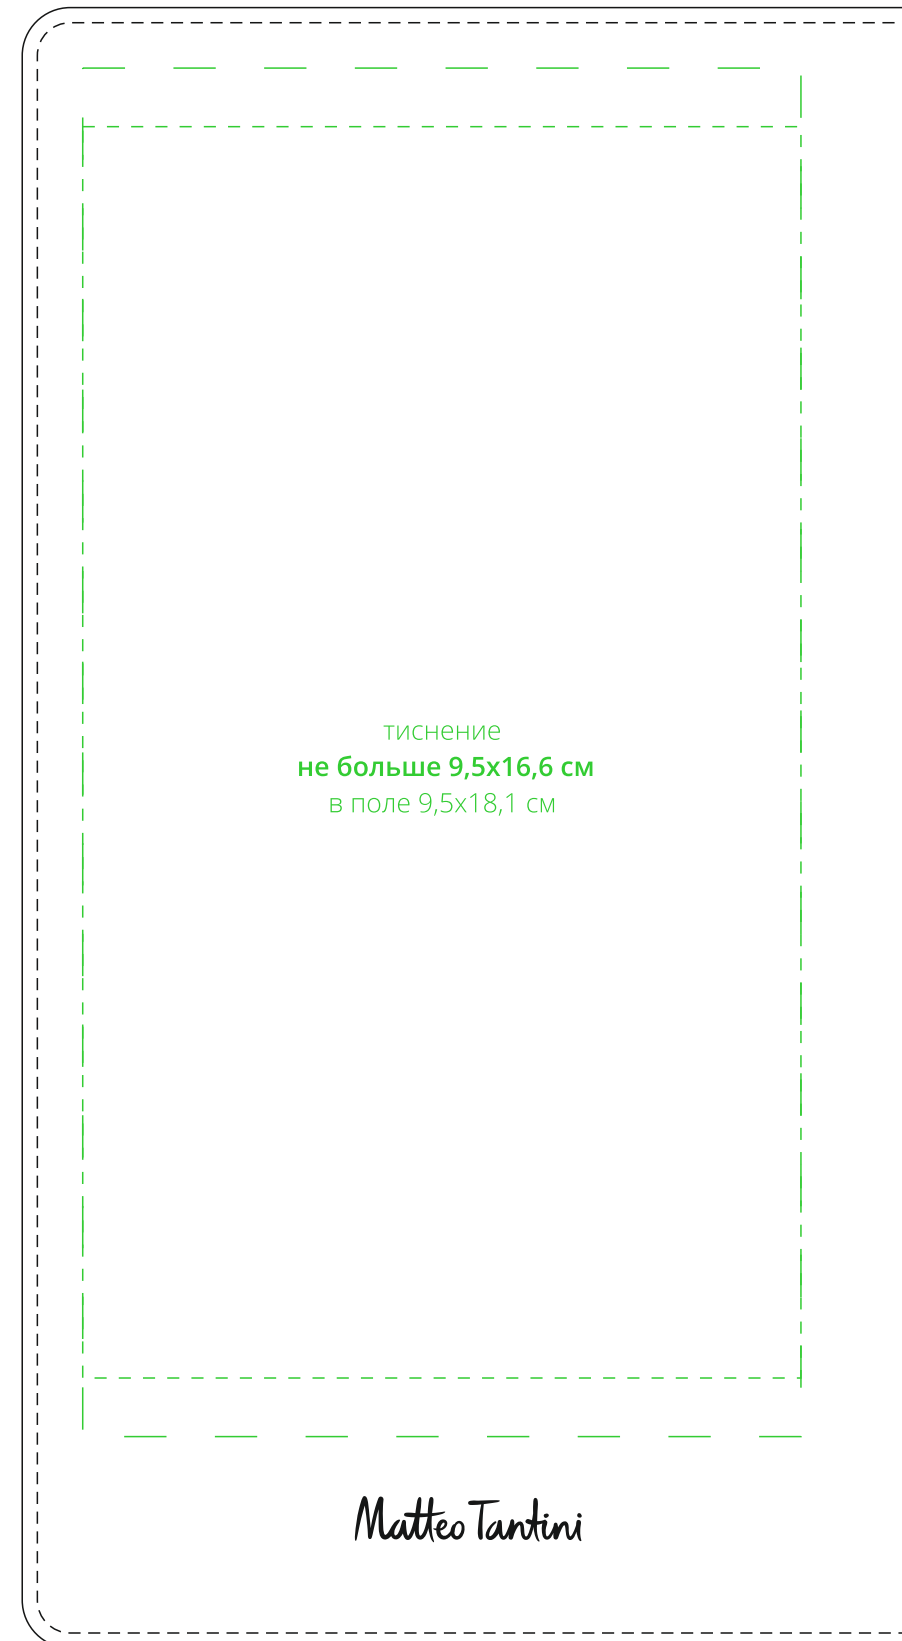 тиснение
не больше 9,5х16,6 см
в поле 9,5х18,1 см
Matteo Tantini